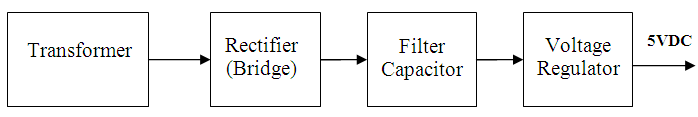 Transformer
Rectifier
(Bridge)
Filter
Capacitor
Voltage
Regulator
5VDC